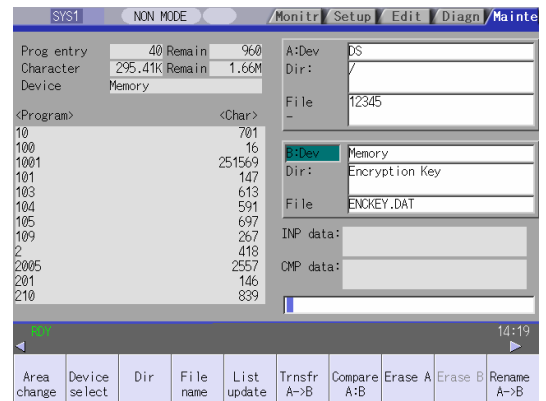 SYS1 NON MODE Monitr Setup Edit Diagn Mainte
Prog entry 40 Remain 960
Character 295.41K Remain 1.66M
Device Memory
<Program> <Char>
10 701
100 16
1001 251569
101 147
103 613
104 591
105 697
109 267
2 418
2005 2557
201 146
210 839
A:Dev DS
Dir: /
File 12345
-
B:Dev Memory
Dir: Encryption Key
File ENCKEY.DAT
INP data:
CMP data:
RDY 14:19
Area change
Device select
Dir
File name
List update
Trnsfr A->B
Compare A:B
Erase A
Erase B
Rename A->B